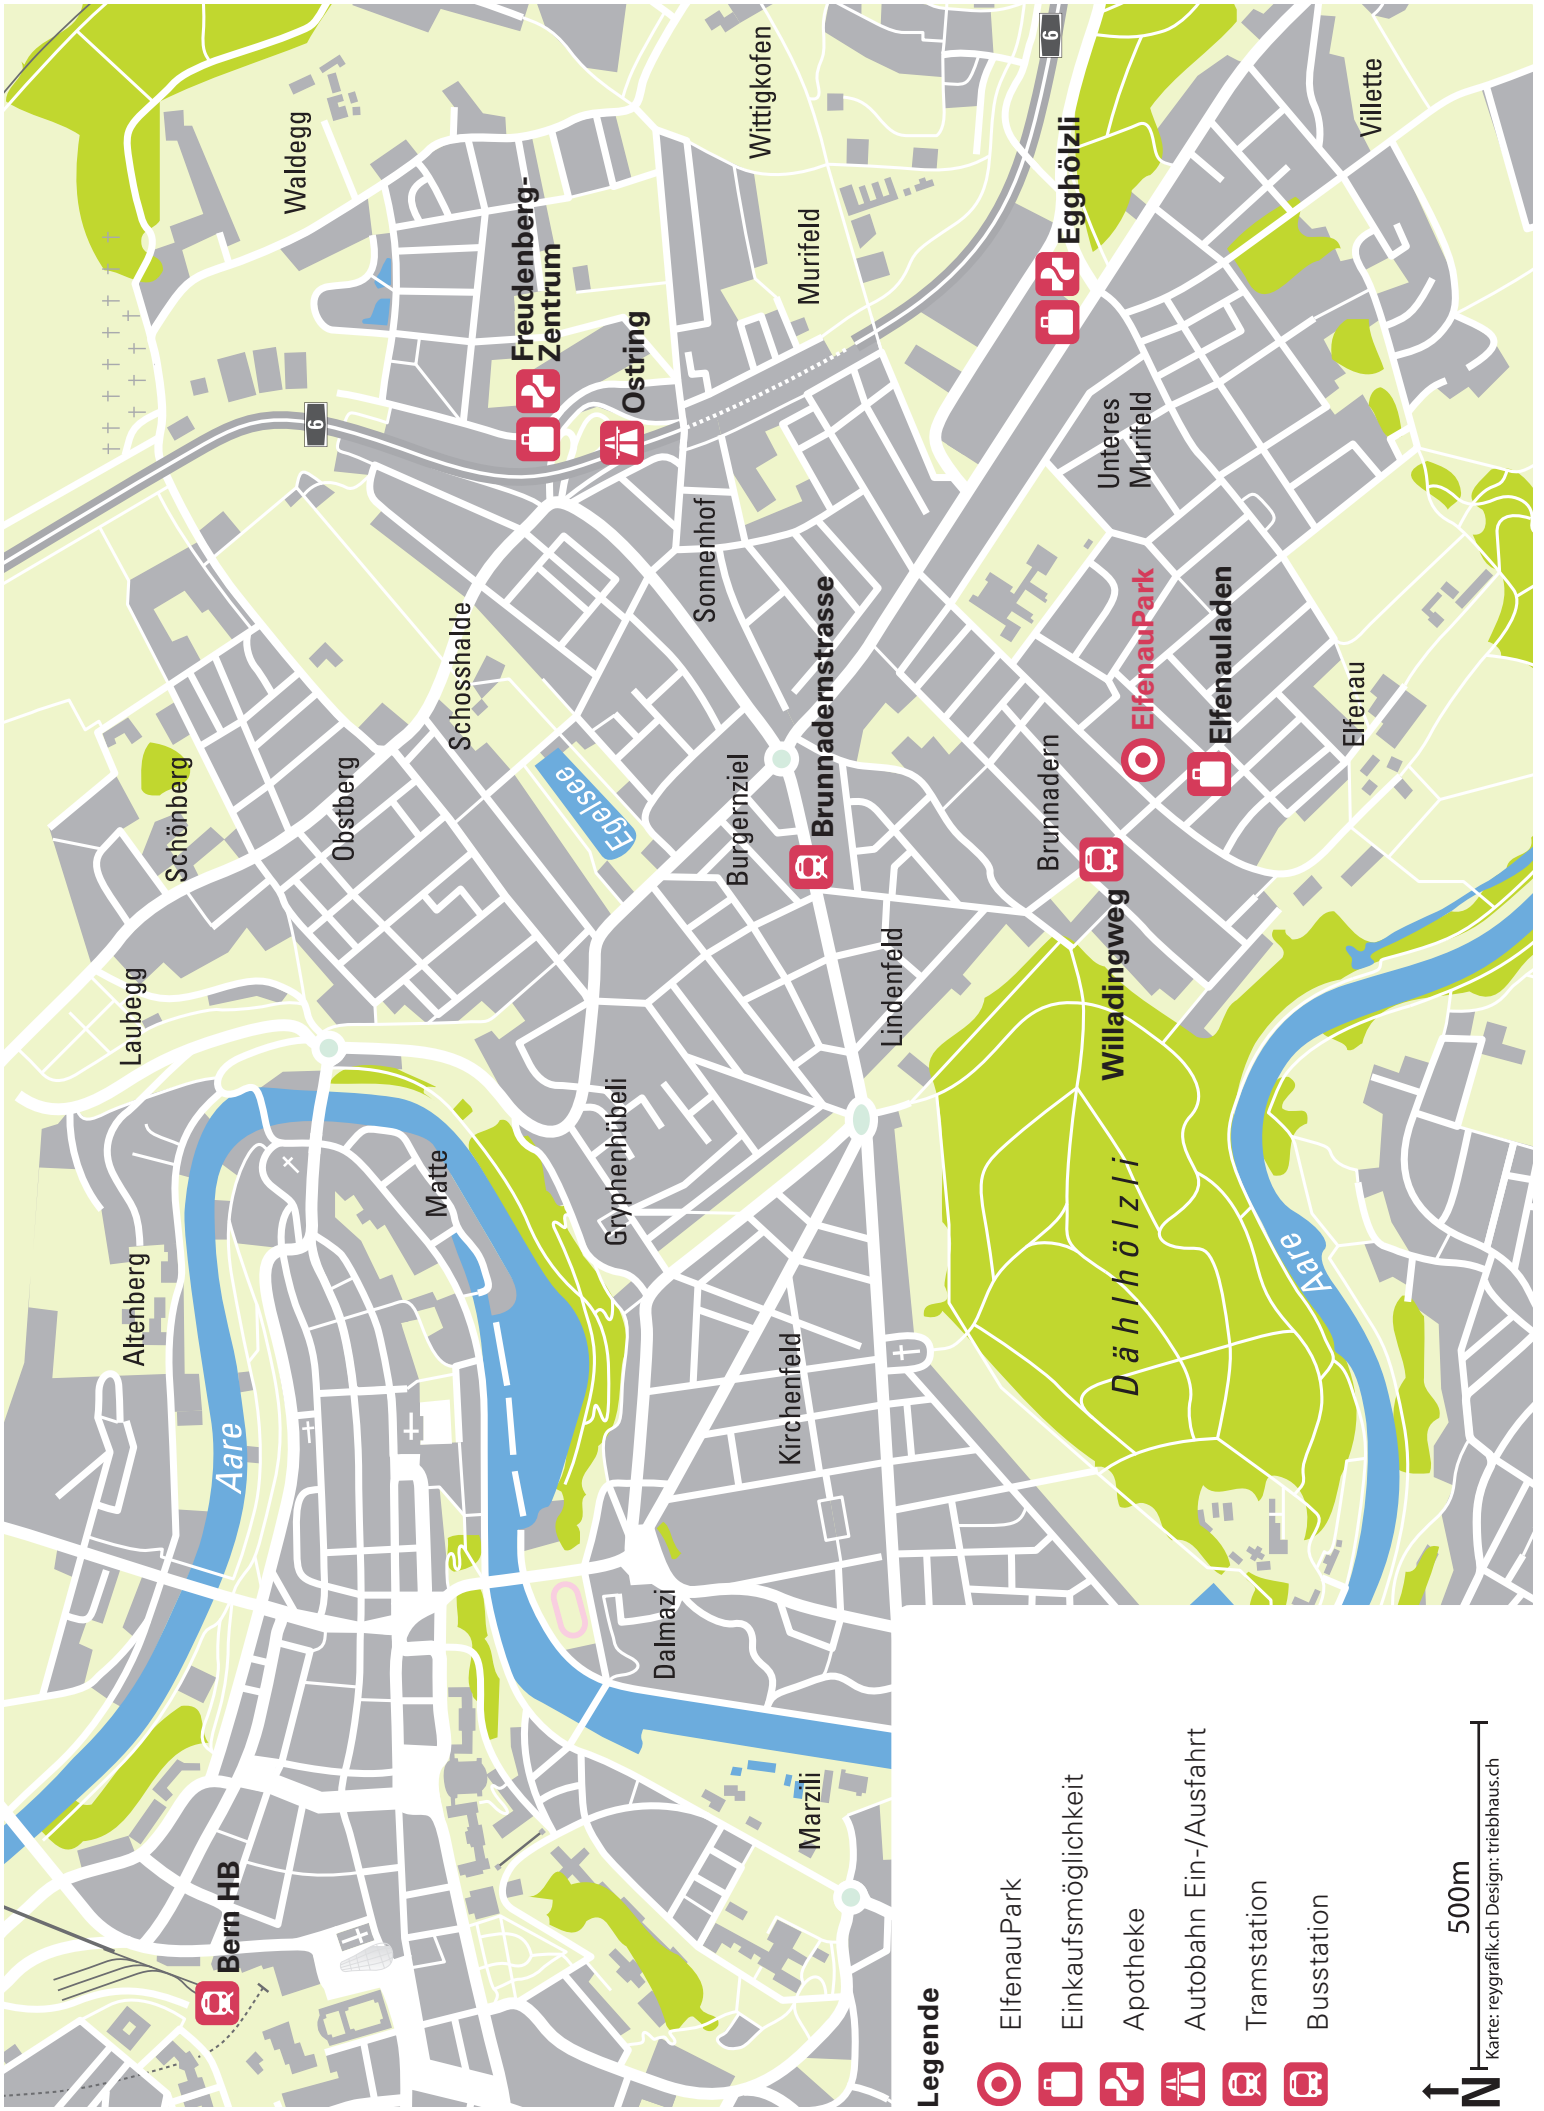 Bern HB
Aare
Altenberg
Laubegg
Schönberg
Waldegg
6
Obstberg
Schosshalde
Matte
Egelsee
Freudenberg-
Zentrum
Ostring
Gryphenhübeli
Dalmazi
Sonnenhof
Burgernziel
Wittigkofen
Marzili
Kirchenfeld
Murifeld
Brunnadernstrasse
Lindenfeld
6
Egghölzli
Brunnadern
Unteres
Murifeld
Willadingweg
Dählhölzli
ElfenauPark
Elfenauladen
Aare
Elfenau
Villette
Legende
ElfenauPark
Einkaufsmöglichkeit
Apotheke
Autobahn Ein-/Ausfahrt
Tramstation
Busstation
N
500m
Karte: reygrafik.ch Design: triebhaus.ch